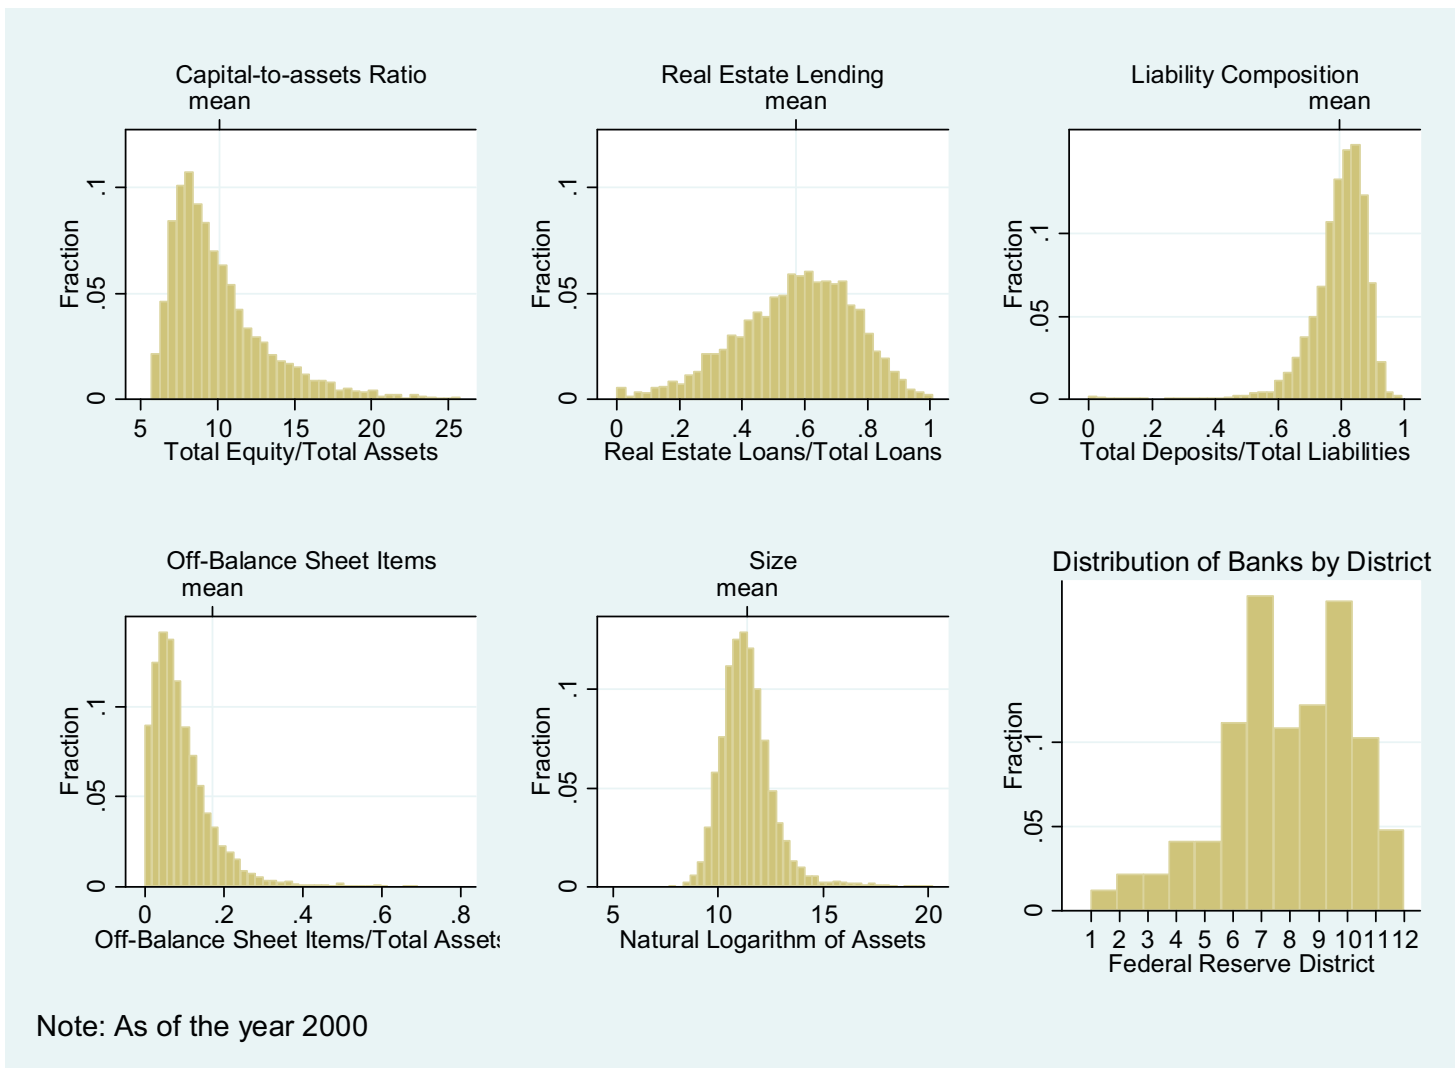 Capital-to-assets Ratio
mean
Fraction
0 .05 .1
5 10 15 20 25
Total Equity/Total Assets
Real Estate Lending
mean
Fraction
0 .05 .1
0 .2 .4 .6 .8 1
Real Estate Loans/Total Loans
Liability Composition
mean
Fraction
0 .05 .1
0 .2 .4 .6 .8 1
Total Deposits/Total Liabilities
Off-Balance Sheet Items
mean
Fraction
0 .05 .1
0 .2 .4 .6 .8
Off-Balance Sheet Items/Total Assets
Size
mean
Fraction
0 .05 .1
5 10 15 20
Natural Logarithm of Assets
Distribution of Banks by District
Fraction
0 .05 .1
1 2 3 4 5 6 7 8 9 10 11 12
Federal Reserve District
Note: As of the year 2000